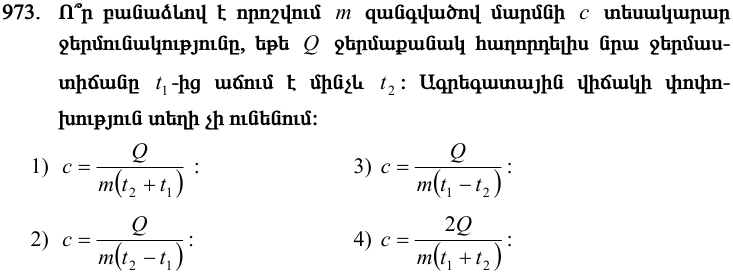 973. Ո՞ր բանաձևով է որոշվում m զանգվածով մարմնի c տեսակարար
ջերմունակությունը, եթե Q ջերմաքանակ հաղորդելիս նրա ջերմաս-
տիճանը t₁-ից աճում է մինչև t₂: Ագրեգատային վիճակի փոփո-
խություն տեղի չի ունենում:
1) c = Q / m(t₂ + t₁) :
3) c = Q / m(t₁ − t₂) :
2) c = Q / m(t₂ − t₁) :
4) c = 2Q / m(t₁ + t₂) :